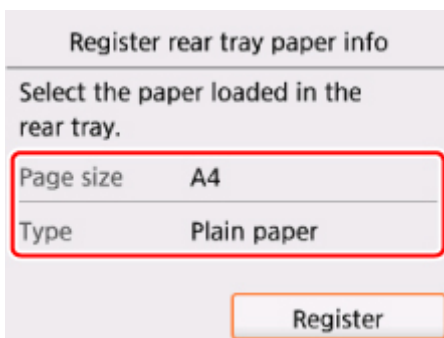 Register rear tray paper info
Select the paper loaded in the
rear tray.
Page size A4
Type Plain paper
Register